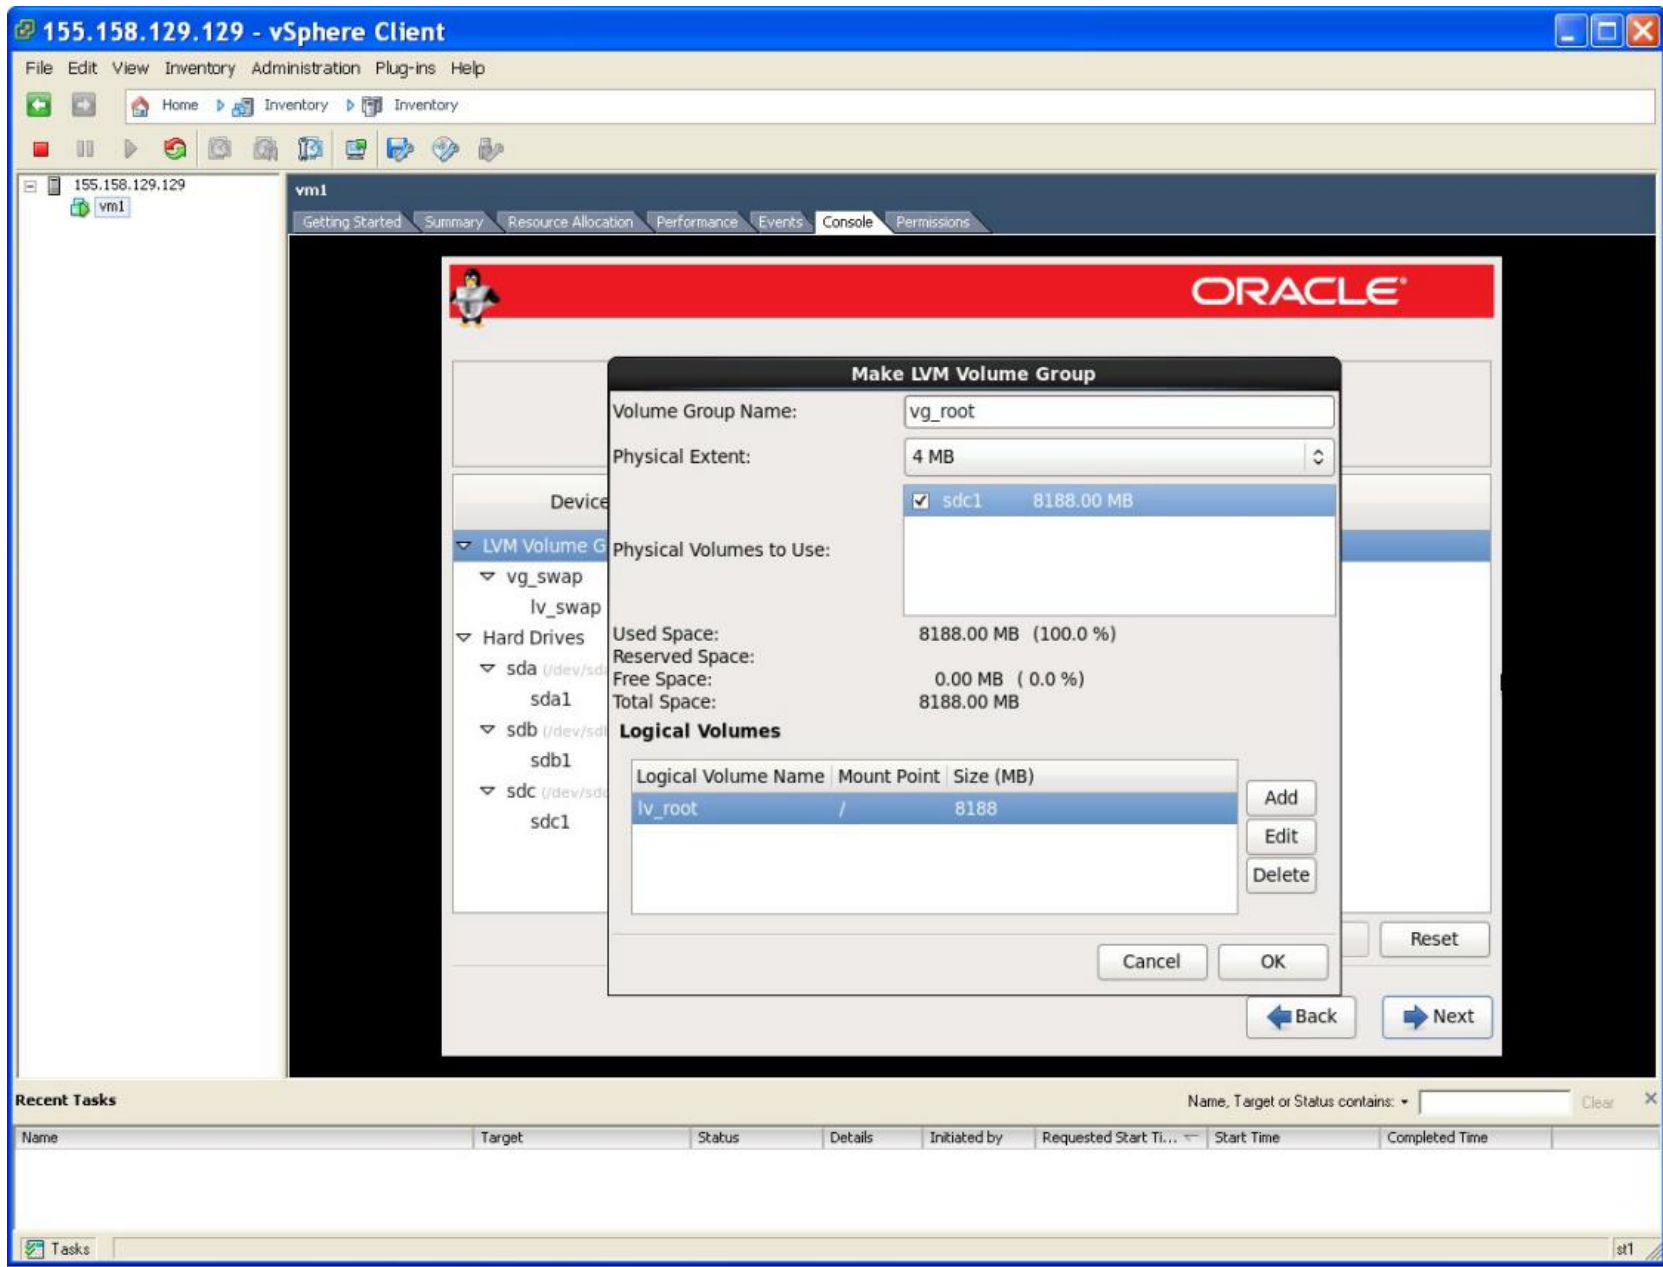 155.158.129.129 - vSphere Client
File Edit View Inventory Administration Plug-ins Help
Home Inventory Inventory
155.158.129.129
vm1
vm1
Getting Started Summary Resource Allocation Performance Events Console Permissions
ORACLE
Make LVM Volume Group
Volume Group Name: vg_root
Physical Extent: 4 MB
Device
sdc1 8188.00 MB
LVM Volume G
Physical Volumes to Use:
vg_swap
lv_swap
Hard Drives
Used Space: 8188.00 MB (100.0 %)
Reserved Space:
sda (/dev/sda
Free Space: 0.00 MB ( 0.0 %)
sda1
Total Space: 8188.00 MB
sdb (/dev/sdb
Logical Volumes
sdb1
Logical Volume Name Mount Point Size (MB)
sdc (/dev/sdc
lv_root / 8188
sdc1
Add
Edit
Delete
Reset
Cancel OK
Back Next
Recent Tasks Name, Target or Status contains: Clear
Name Target Status Details Initiated by Requested Start Ti... Start Time Completed Time
Tasks st1